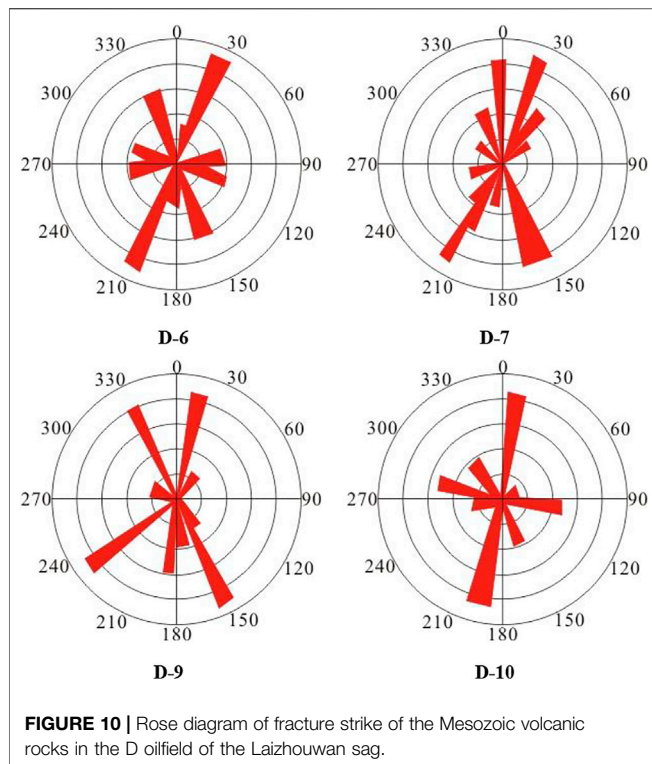 0 0
330 30 330 30
300 60 300 60
270 90 270 90
240 120 240 120
210 150 210 150
180 180
D-6 D-7
0 0
330 30 330 30
300 60 300 60
270 90 270 90
240 120 240 120
210 150 210 150
180 180
D-9 D-10
FIGURE 10 | Rose diagram of fracture strike of the Mesozoic volcanic
rocks in the D oilfield of the Laizhouwan sag.